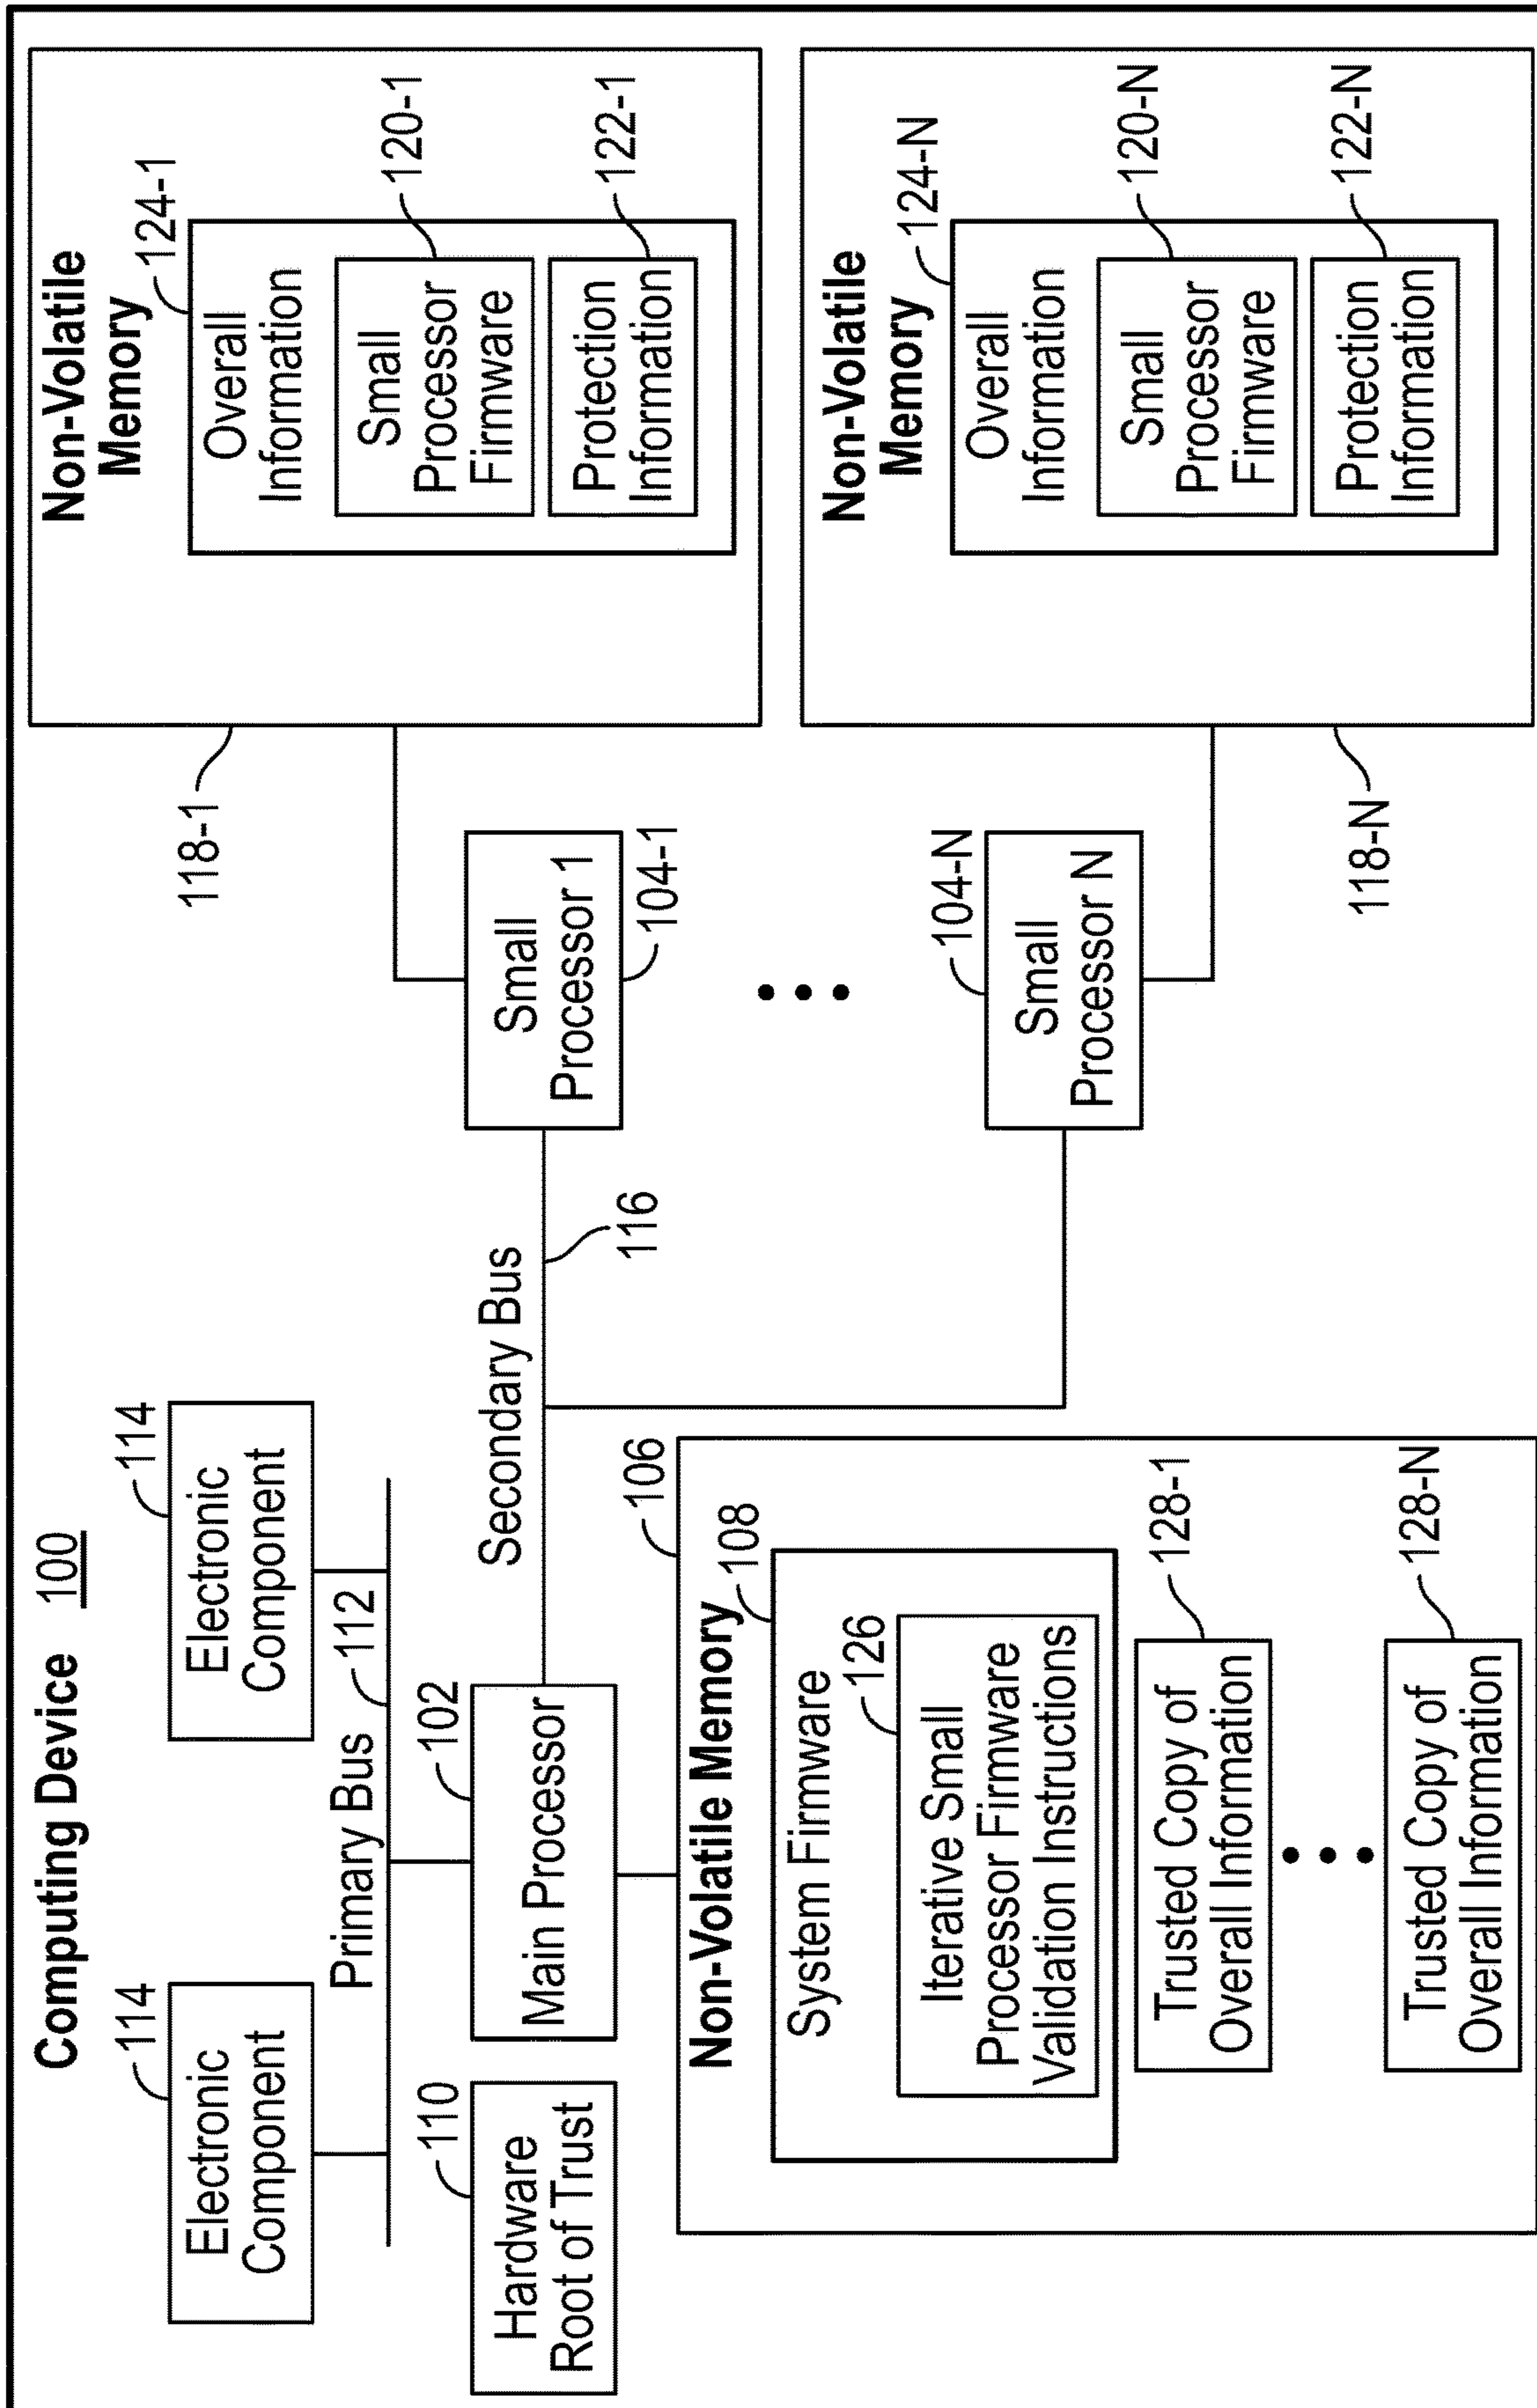 Computing Device 100
114
Electronic
Component
114
Electronic
Component
Primary Bus
112
110
Hardware
Root of Trust
102
Main Processor
Secondary Bus
116
106
Non-Volatile Memory
108
System Firmware
126
Iterative Small
Processor Firmware
Validation Instructions
128-1
Trusted Copy of
Overall Information
128-N
Trusted Copy of
Overall Information
Small
Processor 1
104-1
104-N
Small
Processor N
118-1
Non-Volatile
Memory
124-1
Overall
Information
120-1
Small
Processor
Firmware
122-1
Protection
Information
118-N
Non-Volatile
Memory
124-N
Overall
Information
120-N
Small
Processor
Firmware
122-N
Protection
Information